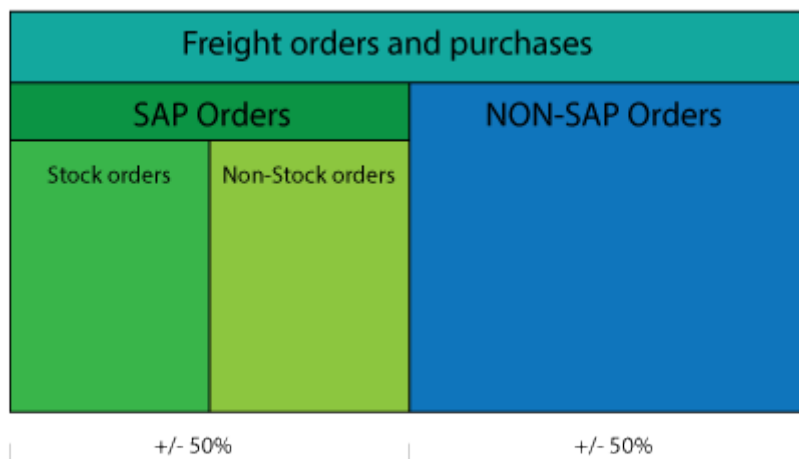 Freight orders and purchases
SAP Orders
NON-SAP Orders
Stock orders
Non-Stock orders
+/- 50%
+/- 50%